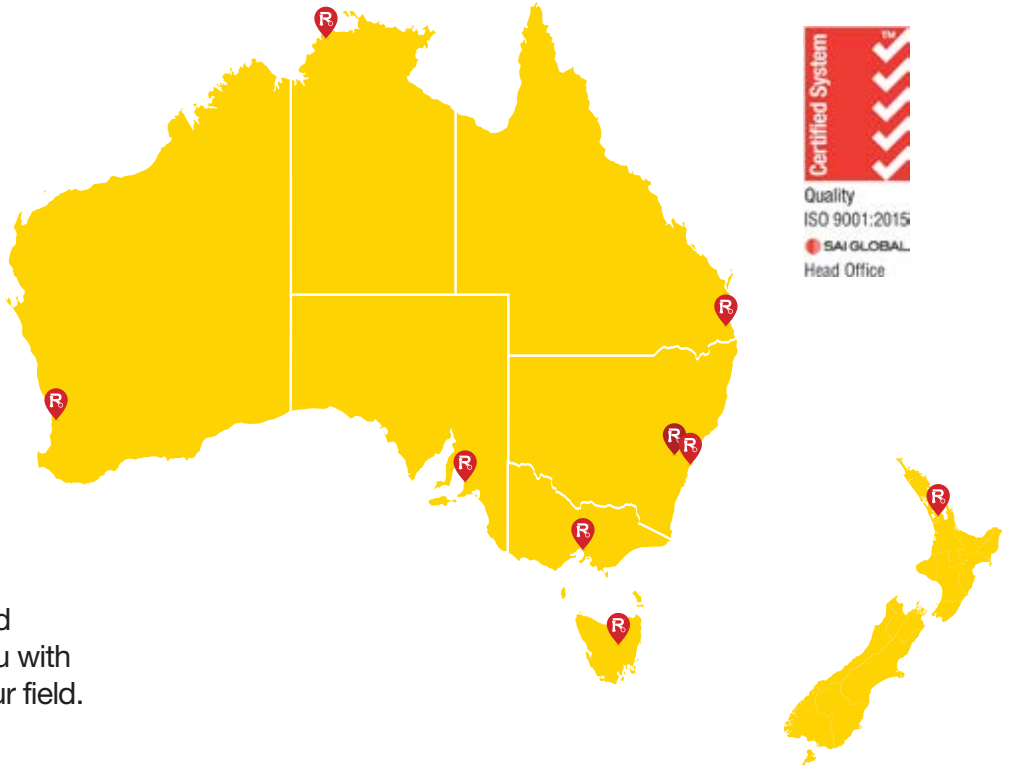 Certified System
TM
Quality
ISO 9001:2015
SAI GLOBAL
Head Office
R
R
R
R
R
R
R
R
R
d
u with
ur field.